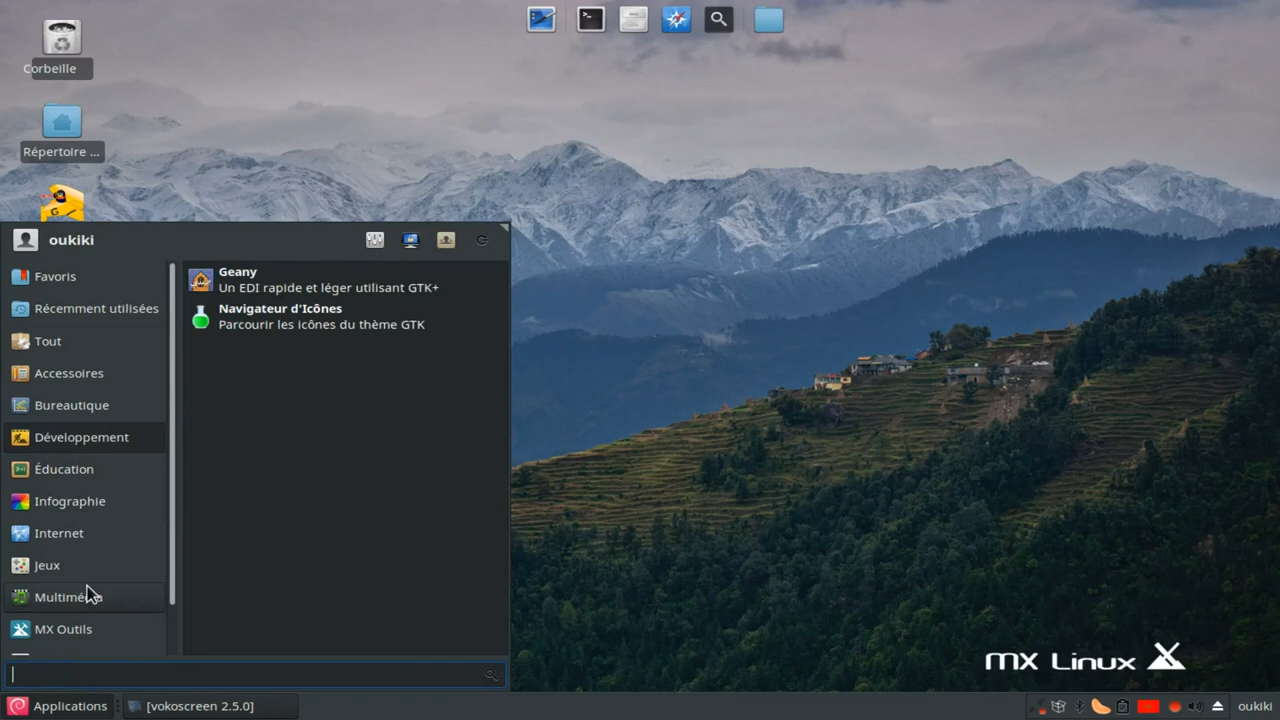 Corbeille
Répertoire ...
oukiki
Favoris
Récemment utilisées
Tout
Accessoires
Bureautique
Développement
Éducation
Infographie
Internet
Jeux
MX Outils
Geany
Un EDI rapide et léger utilisant GTK+
Navigateur d'Icônes
Parcourir les icônes du thème GTK
MX Linux
Applications
[vokoscreen 2.5.0]
oukiki